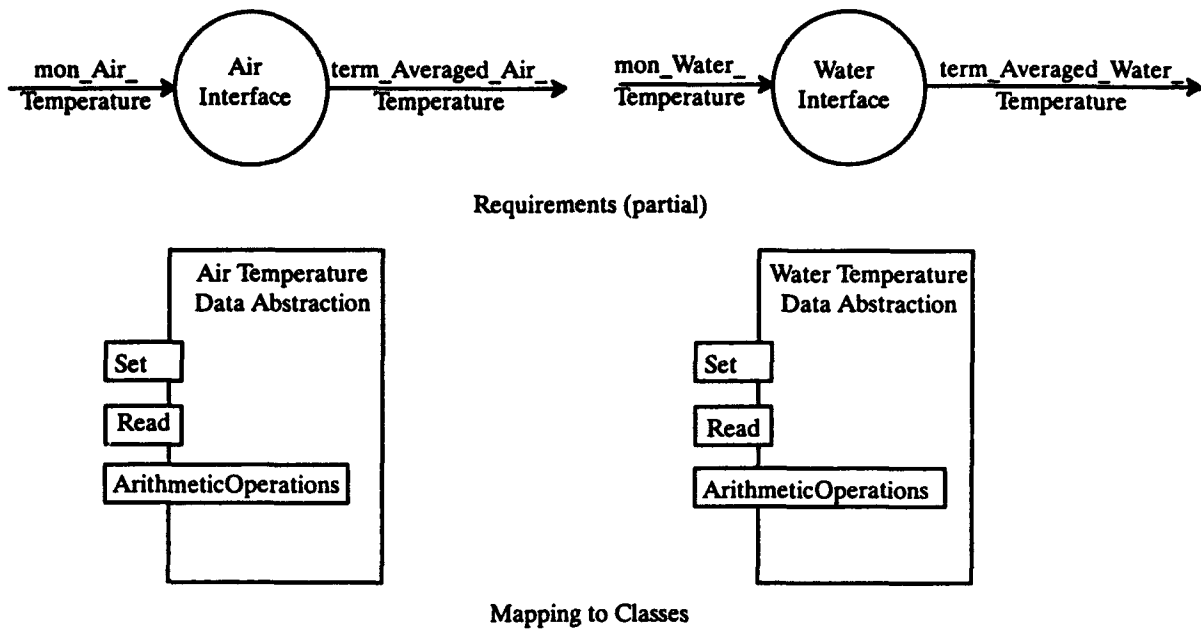 mon_Air_
Temperature
Air
Interface
term_Averaged_Air_
Temperature
mon_Water_
Temperature
Water
Interface
term_Averaged_Water_
Temperature
Requirements (partial)
Air Temperature
Data Abstraction
Set
Read
ArithmeticOperations
Water Temperature
Data Abstraction
Set
Read
ArithmeticOperations
Mapping to Classes